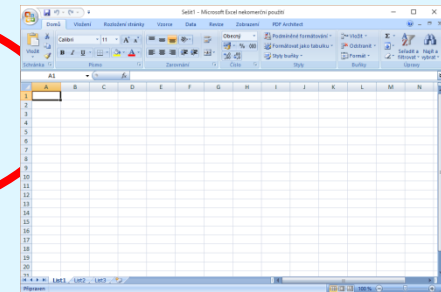 Sešit1 - Microsoft Excel nekomerční použití
Domů Vložení Rozložení stránky Vzorce Data Revize Zobrazení PDF Architect
Calibri 11 A A Obecný Podmíněné formátování Vložit Σ
Vložit B I U A % 000 Formátovat jako tabulku Odstranit Seřadit a Najít a
Styly buňky Formát filtrovat vybrat
Schránka Písmo Zarovnání Číslo Styly Buňky Úpravy
A1 fx
A B C D E F G H I J K L M N
1
2
3
4
5
6
7
8
9
10
11
12
13
14
15
16
17
18
19
20
List1 List2 List3
Připraven 100 %